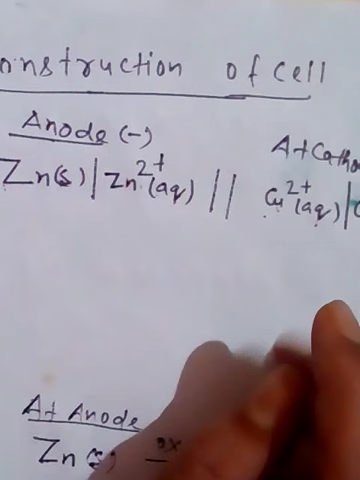 onstruction of cell
Anode (-)
At Catho
Zn(s) | Zn2+(aq) || Cu2+(aq) | C
At Anode
Zn (s)